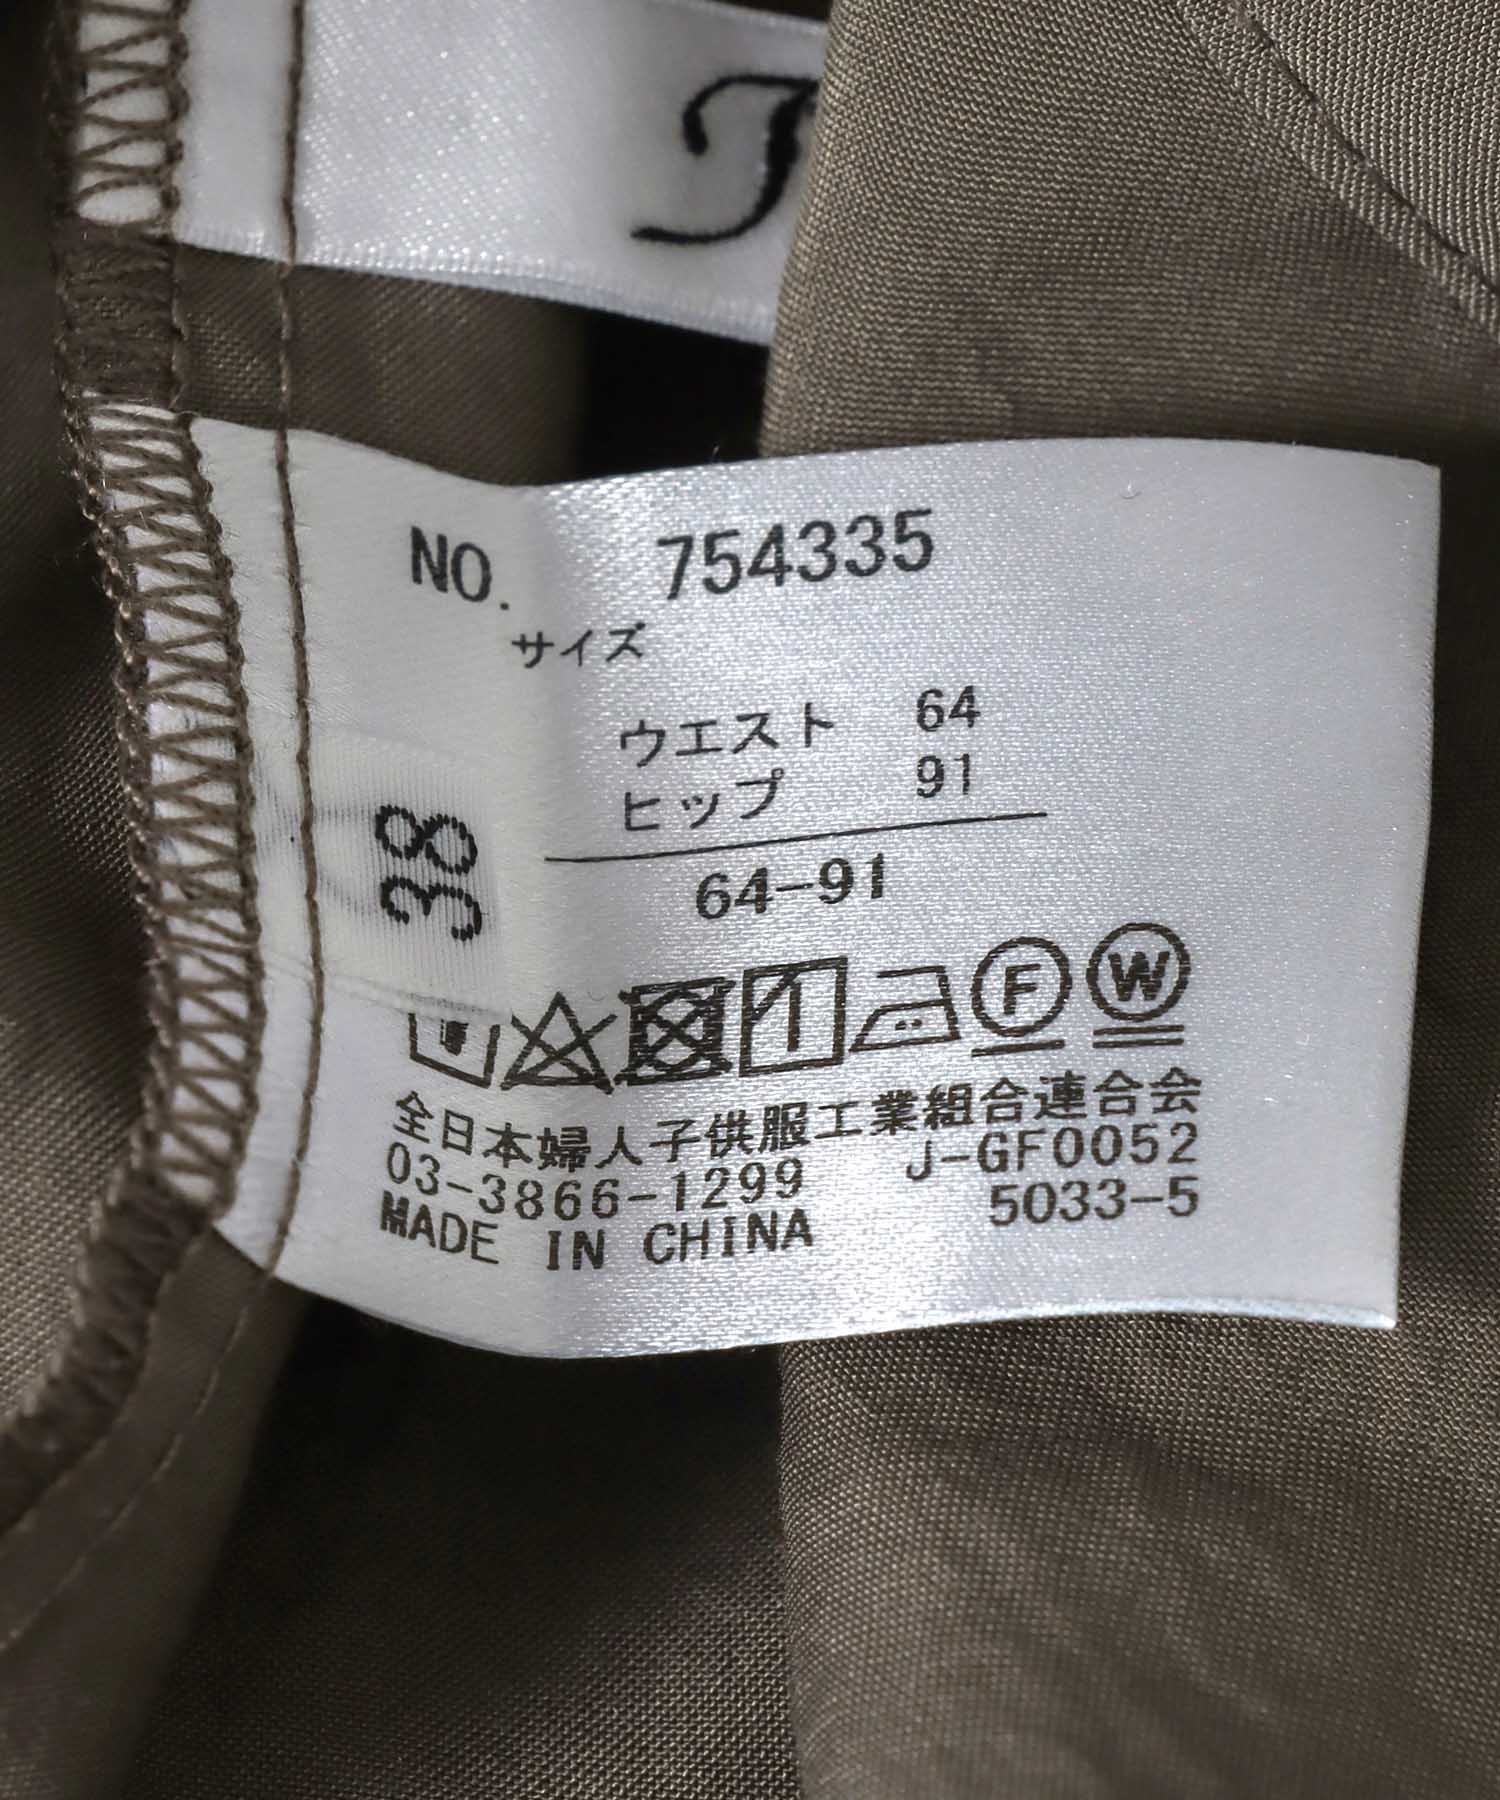 NO. 754335
サイズ
ウエスト 64
ヒップ 91
64-91
38
F W
全日本婦人子供服工業組合連合会
03-3866-1299 J-GF0052
MADE IN CHINA 5033-5